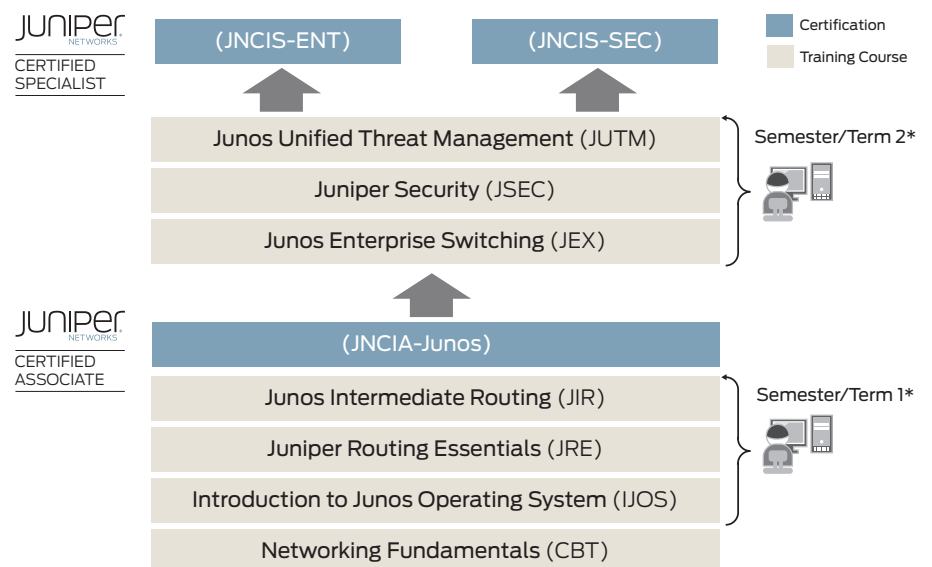 JUNIPER
NETWORKS
CERTIFIED
SPECIALIST
(JNCIS-ENT)
(JNCIS-SEC)
Certification
Training Course
Junos Unified Threat Management (JUTM)
Juniper Security (JSEC)
Junos Enterprise Switching (JEX)
Semester/Term 2*
JUNIPER
NETWORKS
CERTIFIED
ASSOCIATE
(JNCIA-Junos)
Junos Intermediate Routing (JIR)
Juniper Routing Essentials (JRE)
Introduction to Junos Operating System (IJOS)
Networking Fundamentals (CBT)
Semester/Term 1*